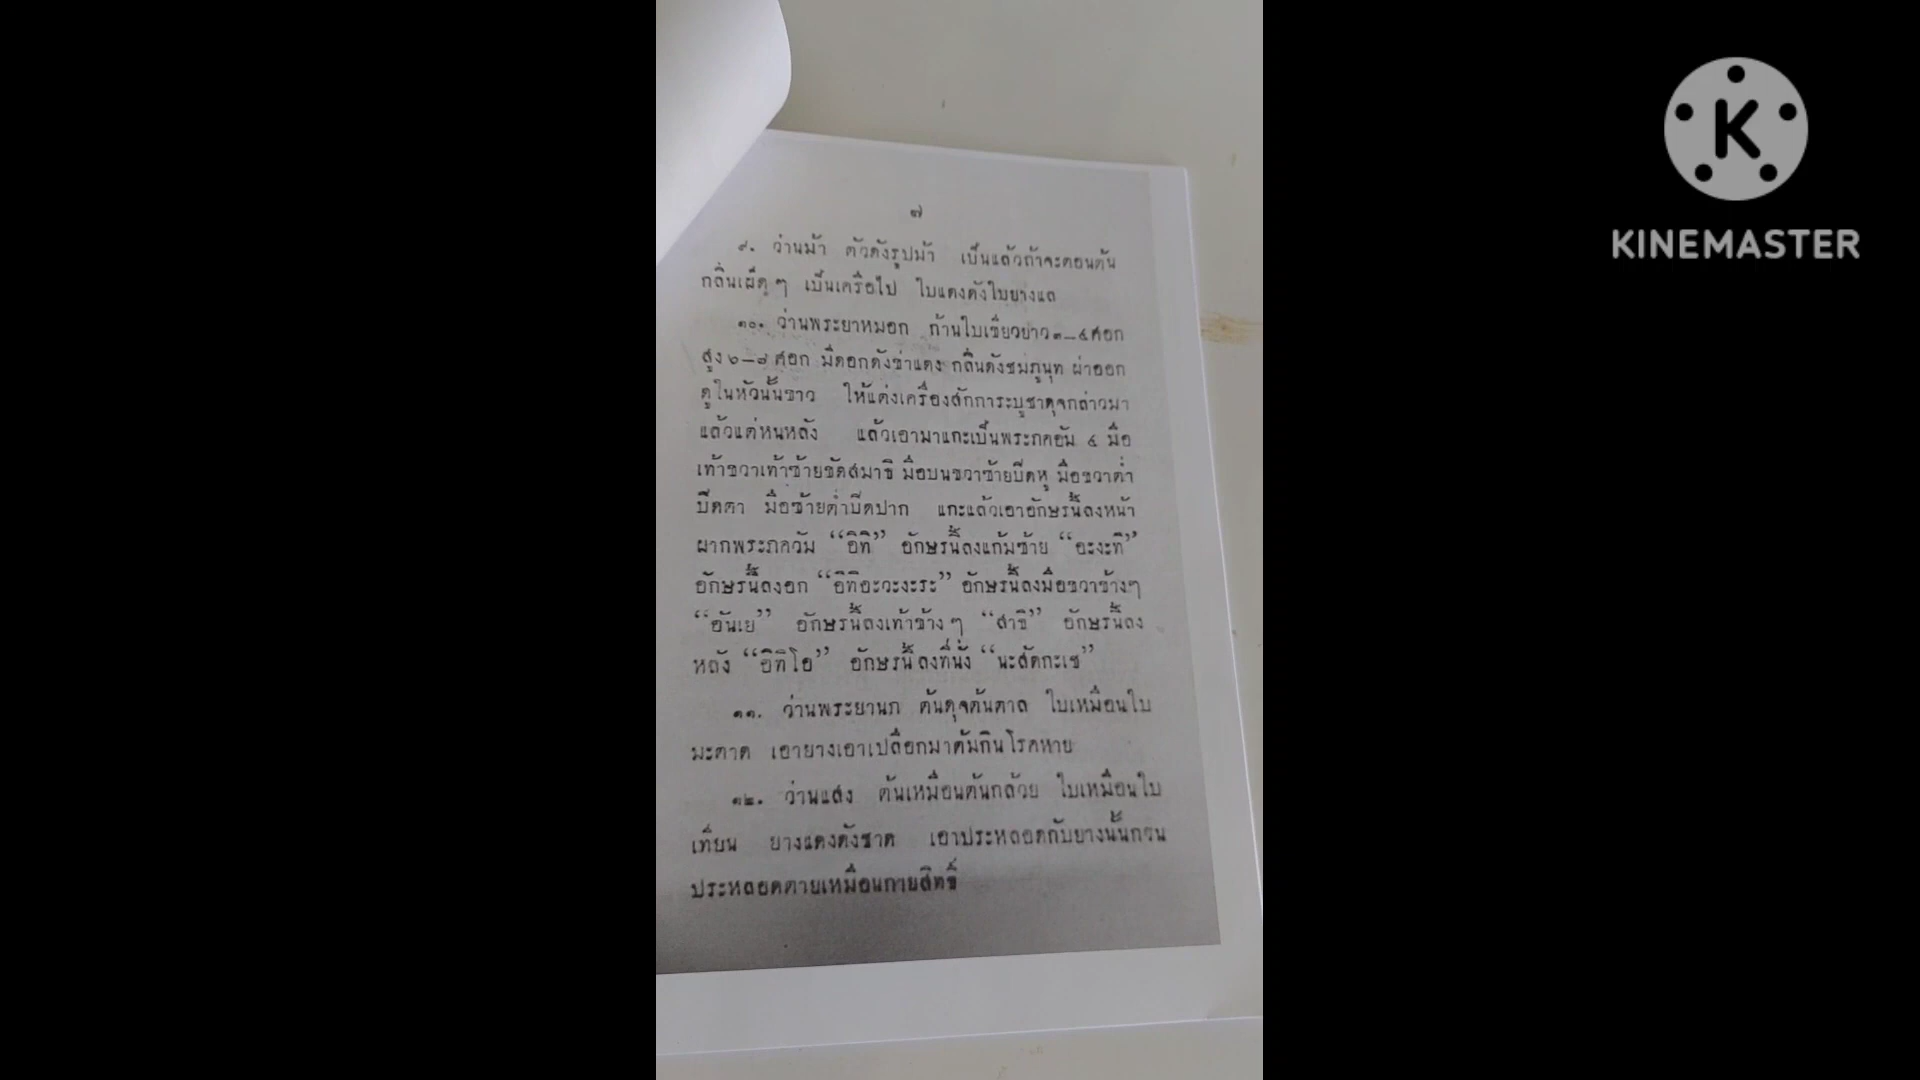 ๗
๙. ว่านม้า ตัวดังรูปม้า เป็นแล้วถ้าจะตอนต้น
กลิ่นเผ็ดๆ เป็นเครือไป ใบแดงดังใบยางแล
๑๐. ว่านพระยาหมอก ก้านใบเขียวยาว ๓–๔ ศอก
สูง ๖–๗ ศอก มีดอกดังข่าแดง กลิ่นดังชมภูนุท ผ่าออก
ดูในหัวนั้นขาว ให้แต่งเครื่องสักการะบูชาดุจกล่าวมา
แล้วแต่หนหลัง แล้วเอามาแกะเป็นพระภควัม ๔ มือ
เท้าขวาเท้าซ้ายขัดสมาธิ มือบนขวาซ้ายปิดหู มือขวาต่ำ
ปิดตา มือซ้ายต่ำปิดปาก แกะแล้วเอาอักษรนี้ลงหน้า
ผากพระภควัม “อิทิ” อักษรนี้ลงแก้มซ้าย “อะงะทิ”
อักษรนี้ลงอก “อิทิอะวะงะระ” อักษรนี้ลงมือขวาข้างๆ
“อันเย” อักษรนี้ลงเท้าข้างๆ “สาธิ” อักษรนี้ลง
หลัง “อิทิโอ” อักษรนี้ลงที่นั่ง “นะสัดกะเช”
๑๑. ว่านพระยานก ต้นดุจต้นตาล ใบเหมือนใบ
มะตาด เอายางเอาเปลือกมาต้มกินโรคหาย
๑๒. ว่านแสง ต้นเหมือนต้นกล้วย ใบเหมือนใบ
เทียน ยางแดงดังชาด เอาประหลอดกับยางนั้นกวน
ประหลอดตายเหมือนกายสิทธิ์
KINEMASTER